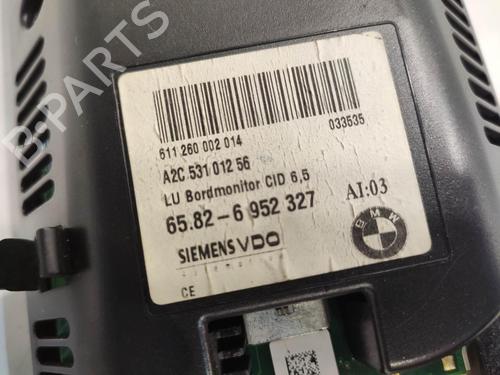 611 260 002 014
033535
A2C 531 012 56
LU Bordmonitor CID 6,5
65.82-6 952 327
AI:03
SIEMENS VDO
BMW
CE
B-Parts